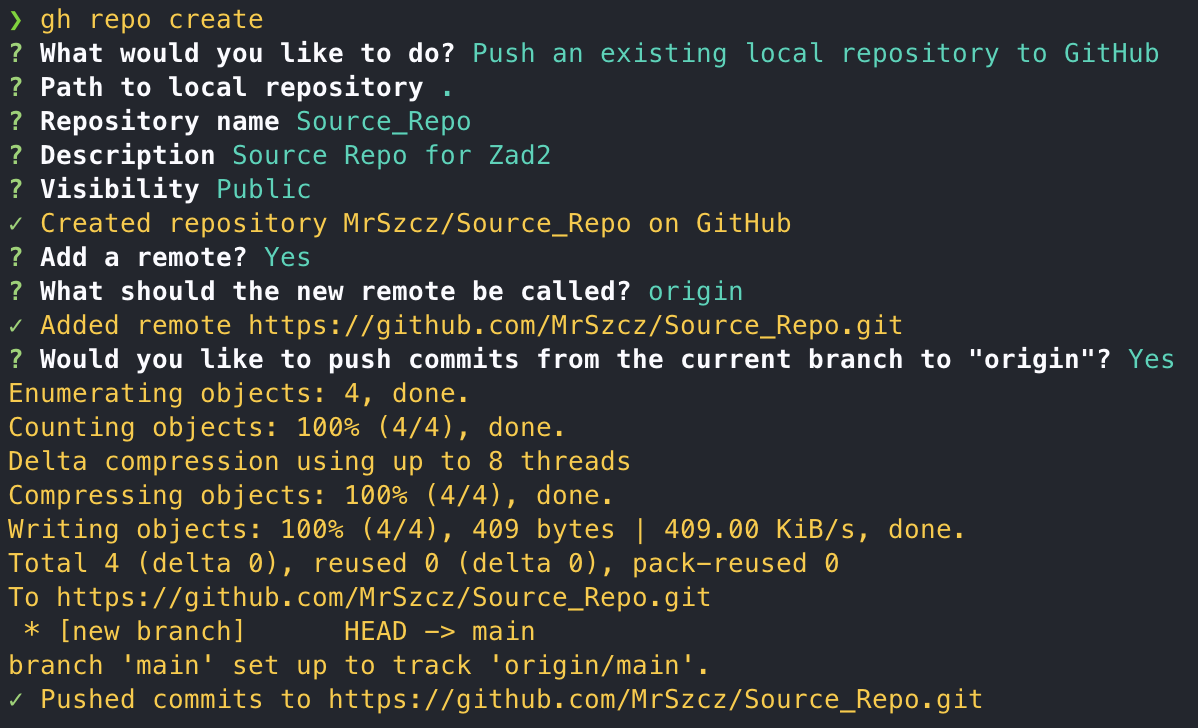 ❯ gh repo create
? What would you like to do? Push an existing local repository to GitHub
? Path to local repository .
? Repository name Source_Repo
? Description Source Repo for Zad2
? Visibility Public
✓ Created repository MrSzcz/Source_Repo on GitHub
? Add a remote? Yes
? What should the new remote be called? origin
✓ Added remote https://github.com/MrSzcz/Source_Repo.git
? Would you like to push commits from the current branch to "origin"? Yes
Enumerating objects: 4, done.
Counting objects: 100% (4/4), done.
Delta compression using up to 8 threads
Compressing objects: 100% (4/4), done.
Writing objects: 100% (4/4), 409 bytes | 409.00 KiB/s, done.
Total 4 (delta 0), reused 0 (delta 0), pack-reused 0
To https://github.com/MrSzcz/Source_Repo.git
 * [new branch]      HEAD -> main
branch 'main' set up to track 'origin/main'.
✓ Pushed commits to https://github.com/MrSzcz/Source_Repo.git